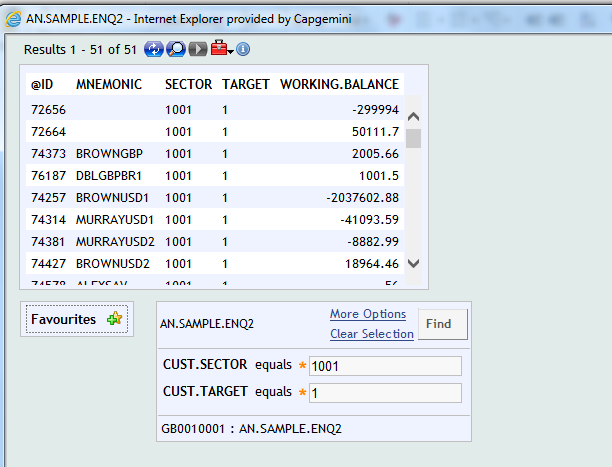 AN.SAMPLE.ENQ2 - Internet Explorer provided by Capgemini
Results 1 - 51 of 51
@ID MNEMONIC SECTOR TARGET WORKING.BALANCE
72656 1001 1 -299994
72664 1001 1 50111.7
74373 BROWNGBP 1001 1 2005.66
76187 DBLGBPBR1 1001 1 1001.5
74257 BROWNUSD1 1001 1 -2037602.88
74314 MURRAYUSD1 1001 1 -41093.59
74381 MURRAYUSD2 1001 1 -8882.99
74427 BROWNUSD2 1001 1 18964.46
Favourites
AN.SAMPLE.ENQ2
More Options
Clear Selection
Find
CUST.SECTOR equals * 1001
CUST.TARGET equals * 1
GB0010001 : AN.SAMPLE.ENQ2